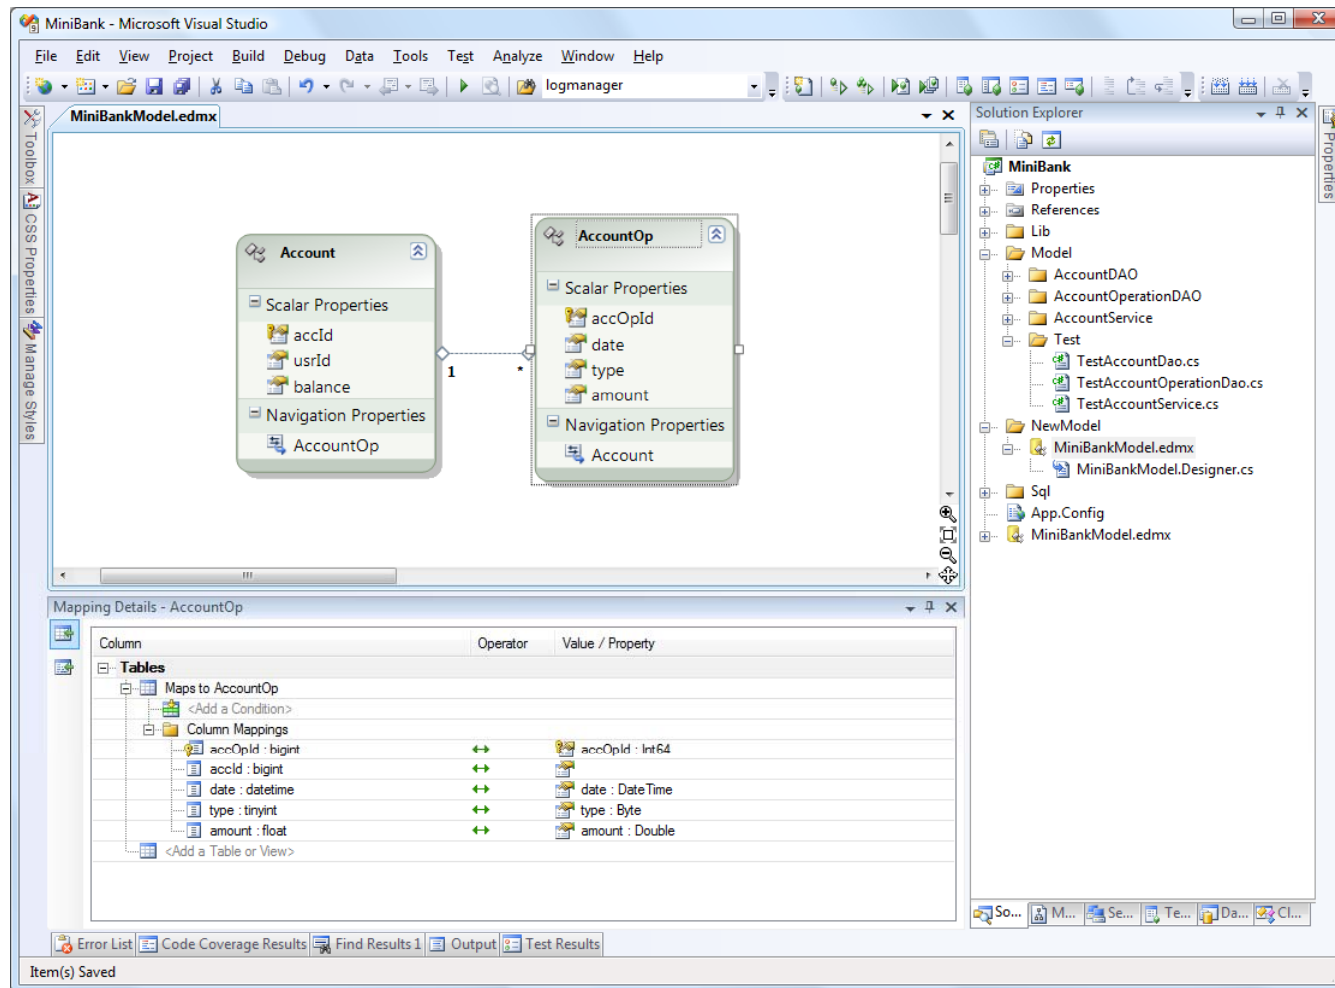 MiniBank - Microsoft Visual Studio
File Edit View Project Build Debug Data Tools Test Analyze Window Help
logmanager
Toolbox
CSS Properties
Manage Styles
MiniBankModel.edmx
Account
Scalar Properties
accId
usrId
balance
Navigation Properties
AccountOp
1
*
AccountOp
Scalar Properties
accOpId
date
type
amount
Navigation Properties
Account
Mapping Details - AccountOp
Column Operator Value / Property
Tables
Maps to AccountOp
<Add a Condition>
Column Mappings
accOpId : bigint accOpId : Int64
accId : bigint
date : datetime date : DateTime
type : tinyint type : Byte
amount : float amount : Double
<Add a Table or View>
Solution Explorer
MiniBank
Properties
References
Lib
Model
AccountDAO
AccountOperationDAO
AccountService
Test
TestAccountDao.cs
TestAccountOperationDao.cs
TestAccountService.cs
NewModel
MiniBankModel.edmx
MiniBankModel.Designer.cs
Sql
App.Config
MiniBankModel.edmx
So... M... Se... Te... Da... Cl...
Properties
Error List Code Coverage Results Find Results 1 Output Test Results
Item(s) Saved